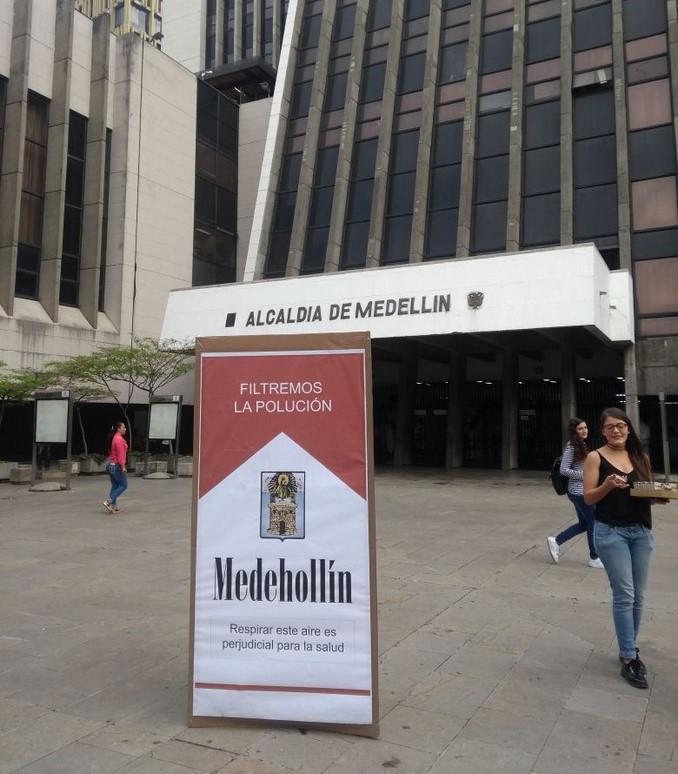 ALCALDIA DE MEDELLIN
FILTREMOS
LA POLUCIÓN
Medehollín
Respirar este aire es
perjudicial para la salud